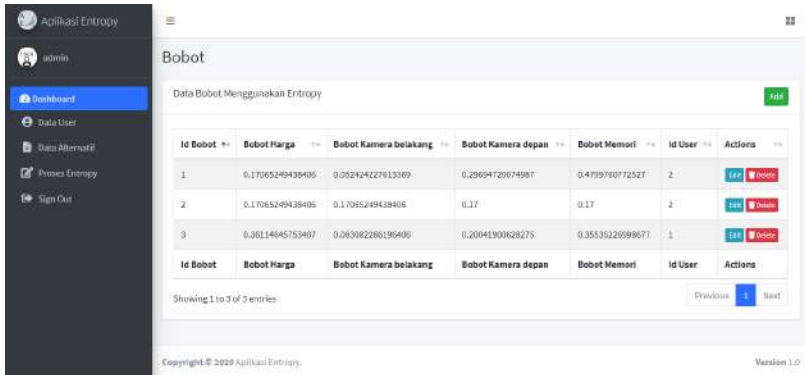 Aplikasi Entropy
admin
Dashboard
Data User
Data Alternatif
Proses Entropy
Sign Out
Bobot
Data Bobot Menggunakan Entropy
Add
Id Bobot Bobot Harga Bobot Kamera belakang Bobot Kamera depan Bobot Memori Id User Actions
1 0.17065249438406 0.052424227613369 0.29694720074987 0.4799760772527 2 Edit Delete
2 0.17065249438406 0.17065249438406 0.17 0.17 2 Edit Delete
3 0.36114645753407 0.083082266196406 0.20041900628275 0.35535226998677 1 Edit Delete
Id Bobot Bobot Harga Bobot Kamera belakang Bobot Kamera depan Bobot Memori Id User Actions
Showing 1 to 3 of 3 entries
Previous 1 Next
Copyright © 2020 Aplikasi Entropy.
Version 1.0